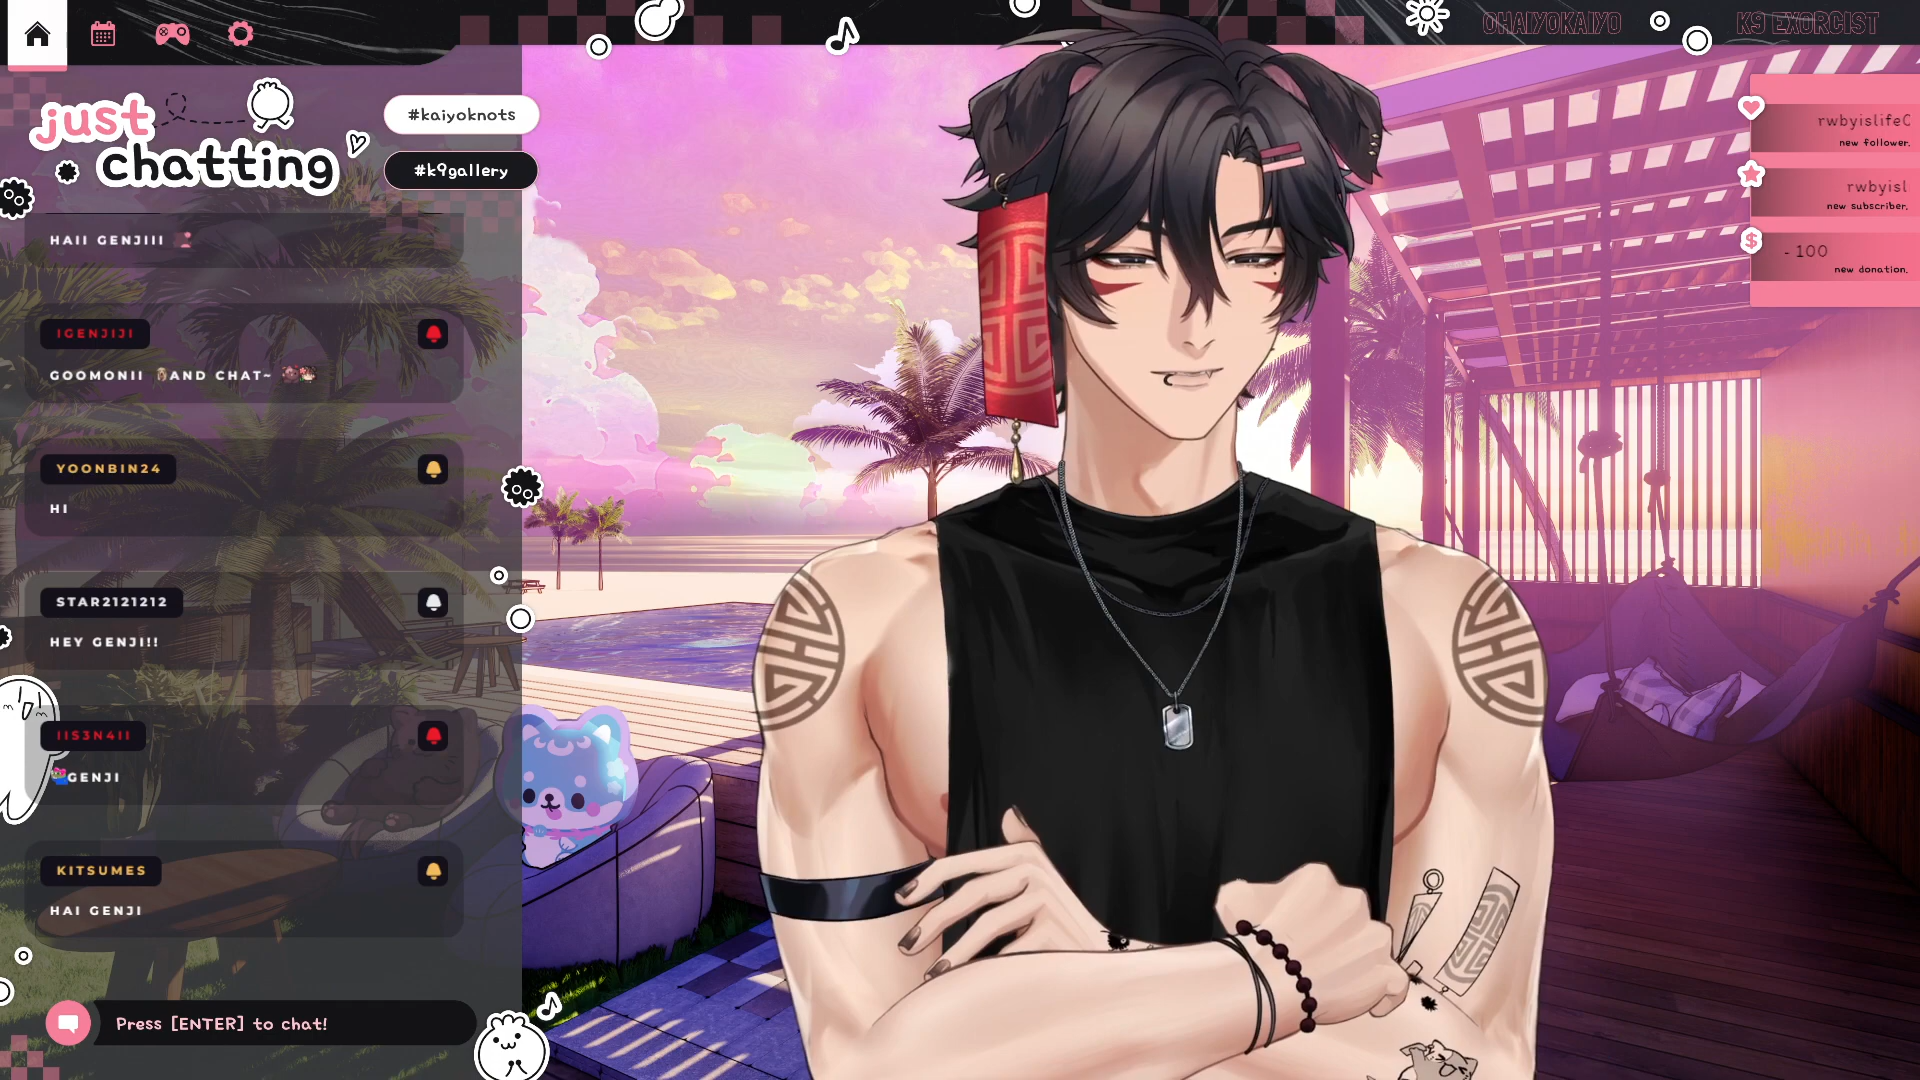 OHAIYOKAIYO
K9 EXORCIST
just
chatting
#kaiyoknots
#k9gallery
HAII GENJIII
IGENJIJI
GOOMONII AND CHAT~
YOONBIN24
HI
STAR2121212
HEY GENJI!!
IIS3N4II
GENJI
KITSUMES
HAI GENJI
Press [ENTER] to chat!
rwbyislife
new follower.
rwbyisl
new subscriber.
- 100
new donation.